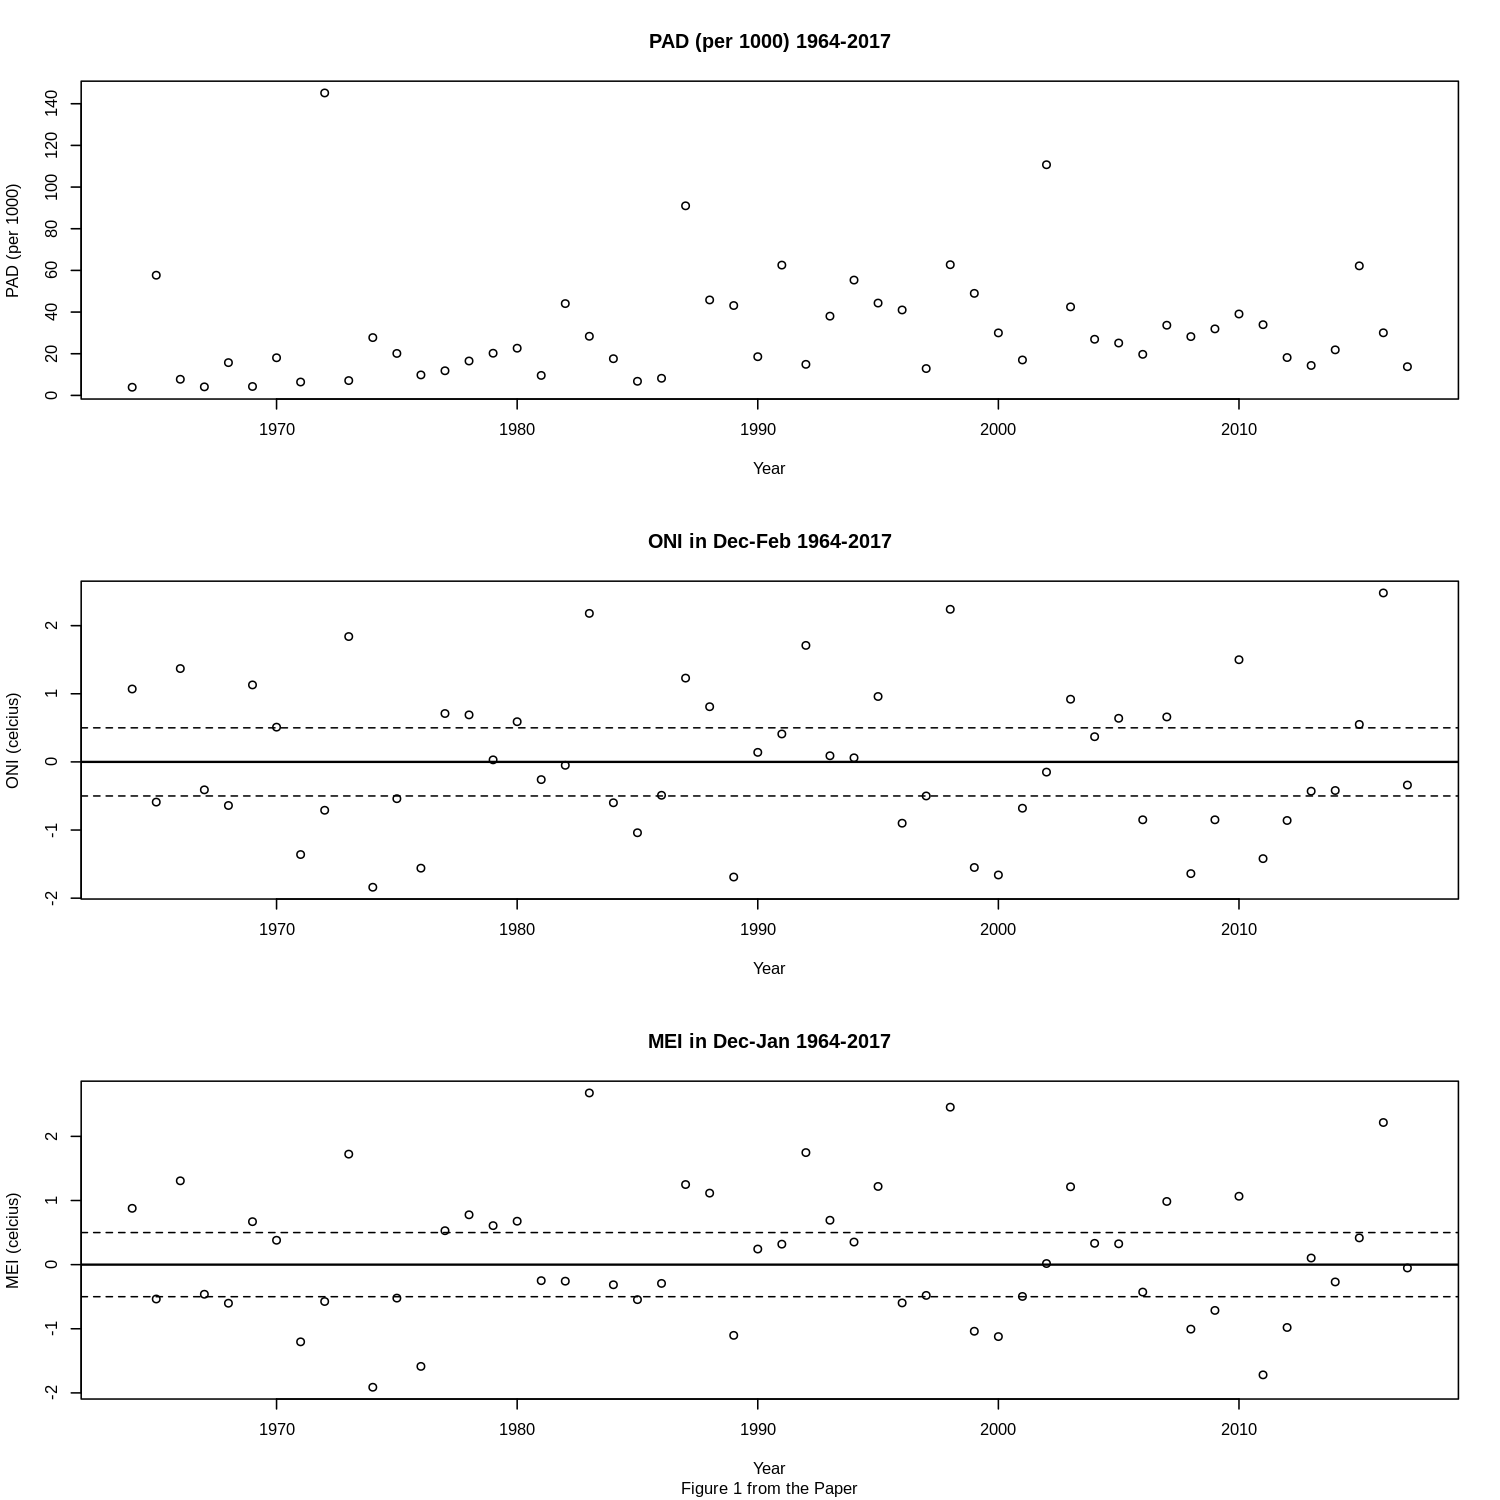 PAD (per 1000) 1964-2017
PAD (per 1000)
140
120
100
80
60
40
20
0
1970 1980 1990 2000 2010
Year
ONI in Dec-Feb 1964-2017
ONI (celcius)
2
1
0
-1
-2
1970 1980 1990 2000 2010
Year
MEI in Dec-Jan 1964-2017
MEI (celcius)
2
1
0
-1
-2
1970 1980 1990 2000 2010
Year
Figure 1 from the Paper